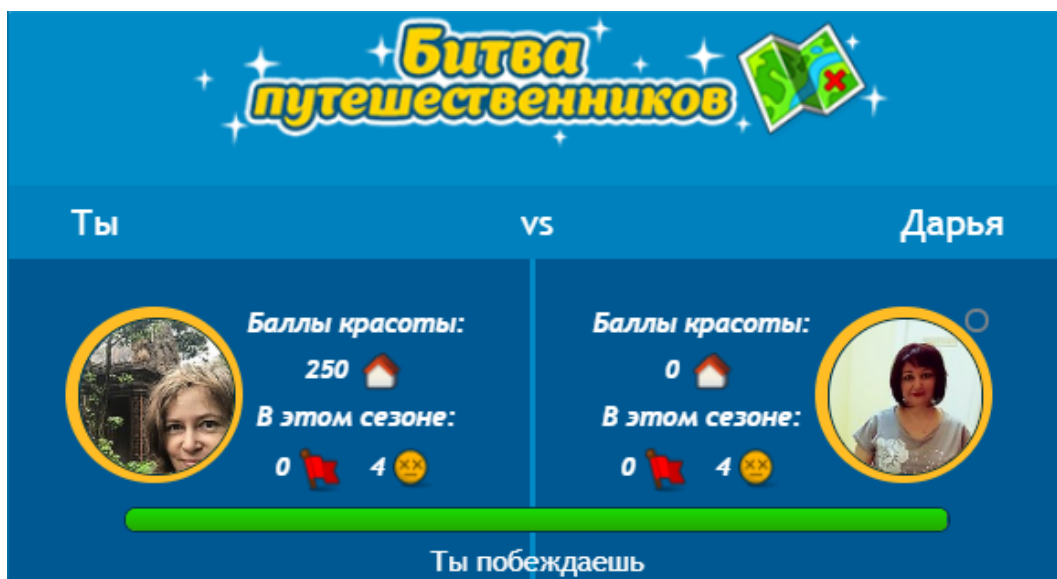 Битва
путешественников
Ты vs Дарья
Баллы красоты: Баллы красоты:
250 0
В этом сезоне: В этом сезоне:
0 4 0 4
Ты побеждаешь